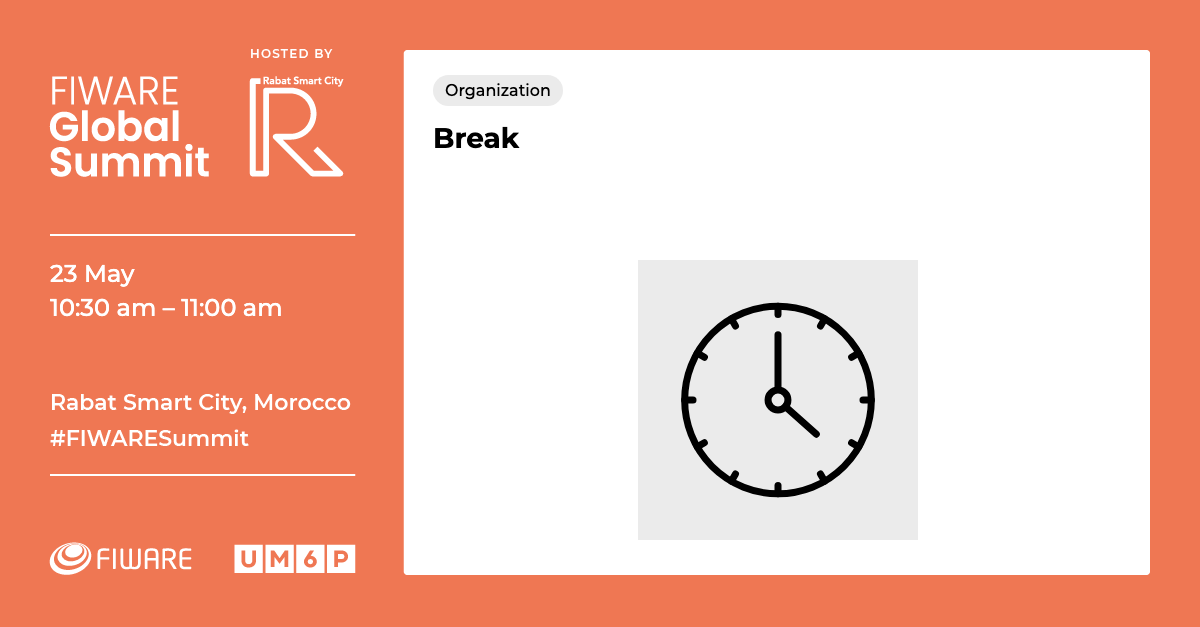 HOSTED BY
FIWARE
Global
Summit
Rabat Smart City
R
23 May
10:30 am – 11:00 am
Rabat Smart City, Morocco
#FIWARESummit
FIWARE
UM6P
Organization
Break